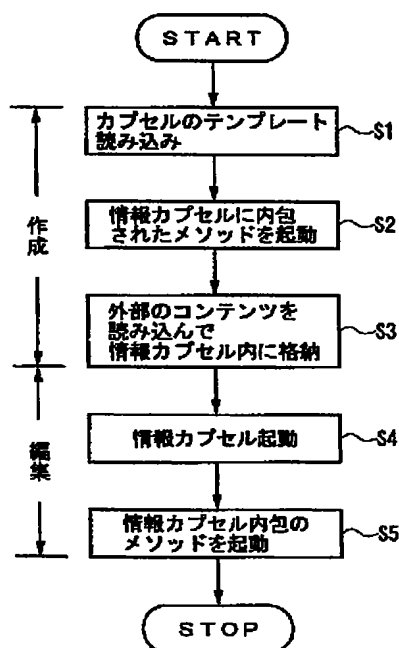 START
カプセルのテンプレート
読み込み
S1
作成
情報カプセルに内包
されたメソッドを起動
S2
外部のコンテンツを
読み込んで
情報カプセル内に格納
S3
編集
情報カプセル起動
S4
情報カプセル内包の
メソッドを起動
S5
STOP